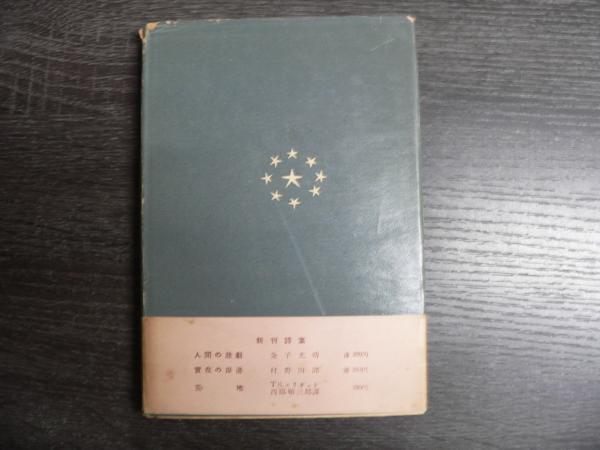 新刊詩集
人間の悲劇 金子光晴
實在の岸邊 村野四郎
荒地 T・S・エリオット
西脇順三郎譯